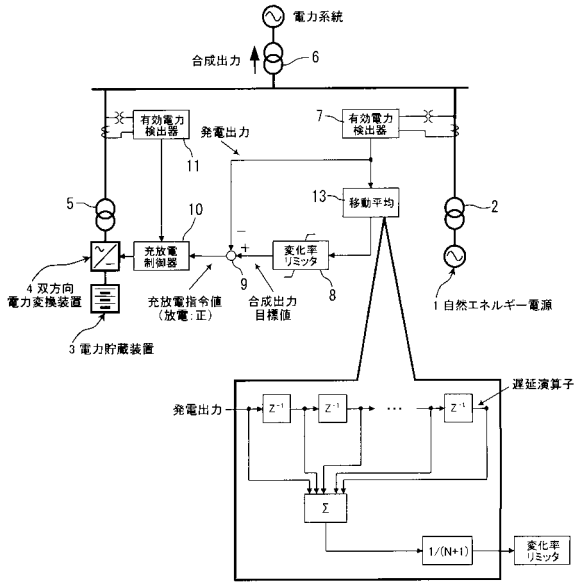 電力系統
合成出力
6
有効電力
検出器
11
発電出力
7
有効電力
検出器
5
10
13
移動平均
2
充放電
制御器
−
+
変化率
リミッタ
9
8
4 双方向
電力変換装置
充放電指令値
(放電:正)
合成出力
目標値
1 自然エネルギー電源
3 電力貯蔵装置
遅延演算子
発電出力
Z⁻¹
Z⁻¹
…
Z⁻¹
Σ
1/(N+1)
変化率
リミッタ